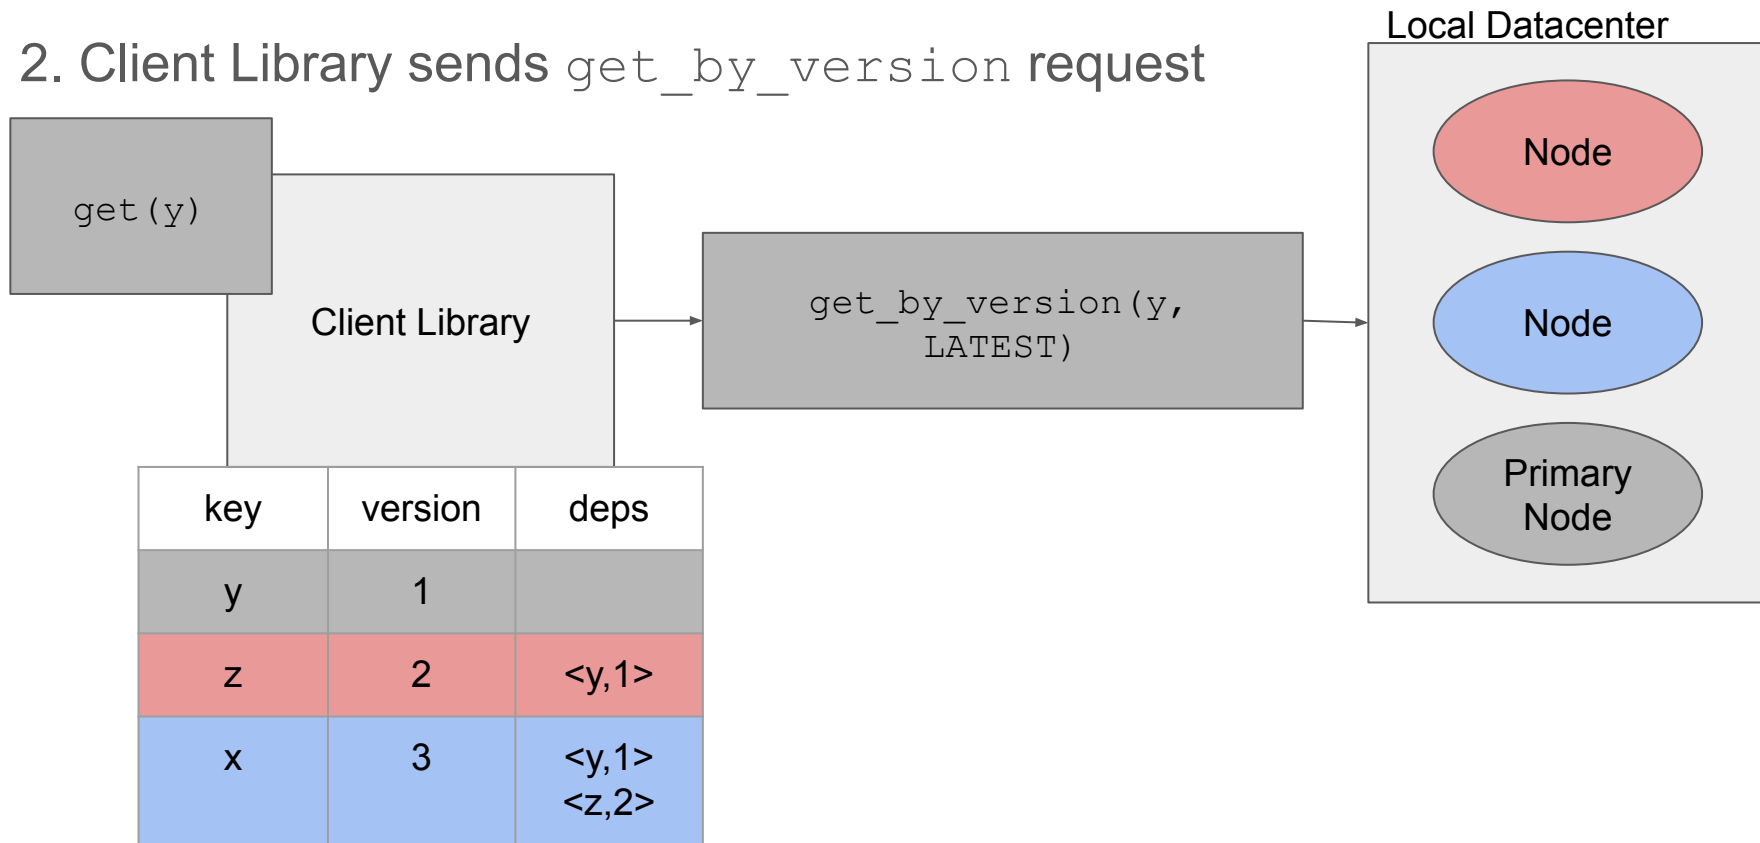 Local Datacenter
2. Client Library sends get_by_version request
get(y)
Client Library
get_by_version(y,
LATEST)
Node
Node
Primary
Node
key version deps
y 1
z 2 <y,1>
x 3 <y,1>
<z,2>